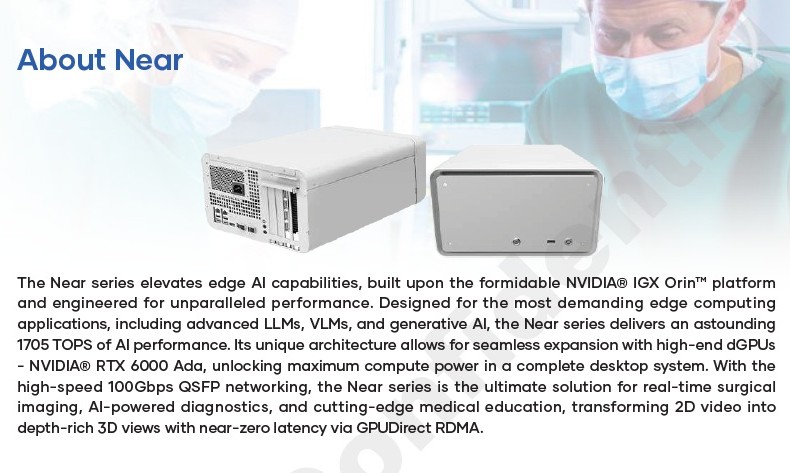 About Near
The Near series elevates edge AI capabilities, built upon the formidable NVIDIA® IGX Orin™ platform
and engineered for unparalleled performance. Designed for the most demanding edge computing
applications, including advanced LLMs, VLMs, and generative AI, the Near series delivers an astounding
1705 TOPS of AI performance. Its unique architecture allows for seamless expansion with high-end dGPUs
- NVIDIA® RTX 6000 Ada, unlocking maximum compute power in a complete desktop system. With the
high-speed 100Gbps QSFP networking, the Near series is the ultimate solution for real-time surgical
imaging, AI-powered diagnostics, and cutting-edge medical education, transforming 2D video into
depth-rich 3D views with near-zero latency via GPUDirect RDMA.
Confidential